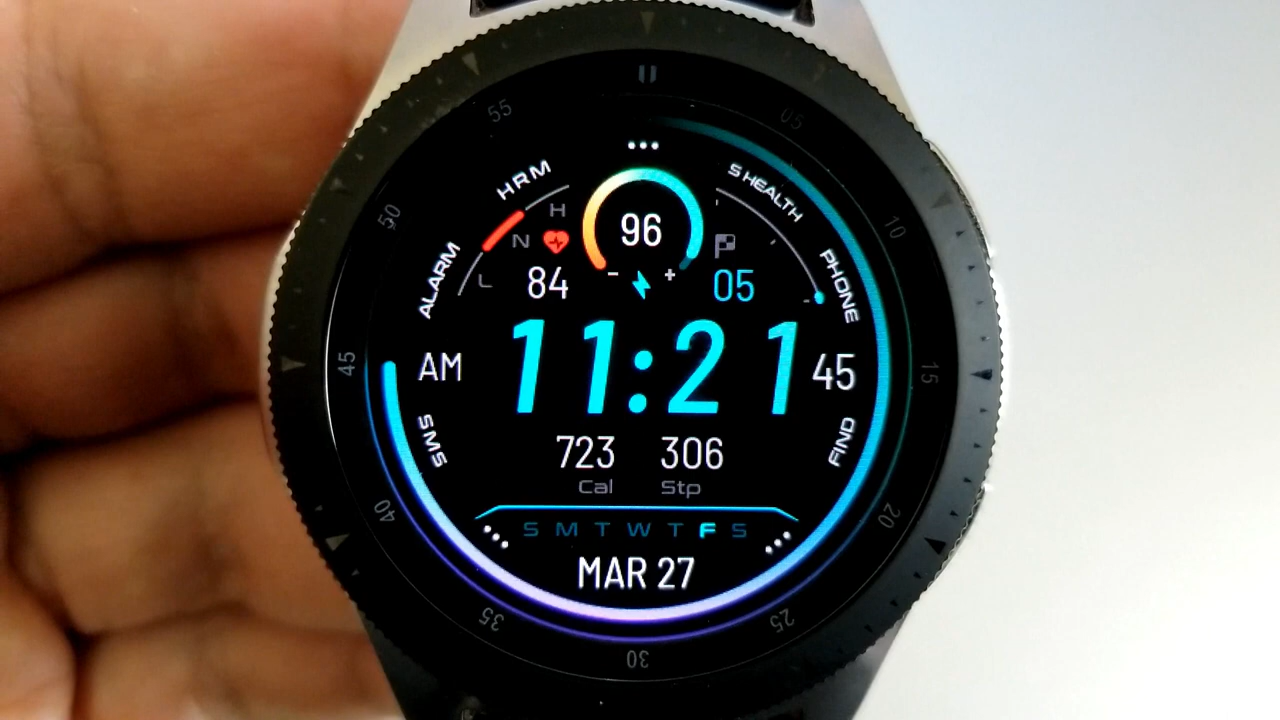 55
05
HRM
S HEALTH
H
50
96
10
N
P
ALARM
PHONE
L
- +
84
05
AM
11:21
45
45
15
SMS
FIND
723 306
Cal Stp
S M T W T F S
40
20
MAR 27
35
25
30